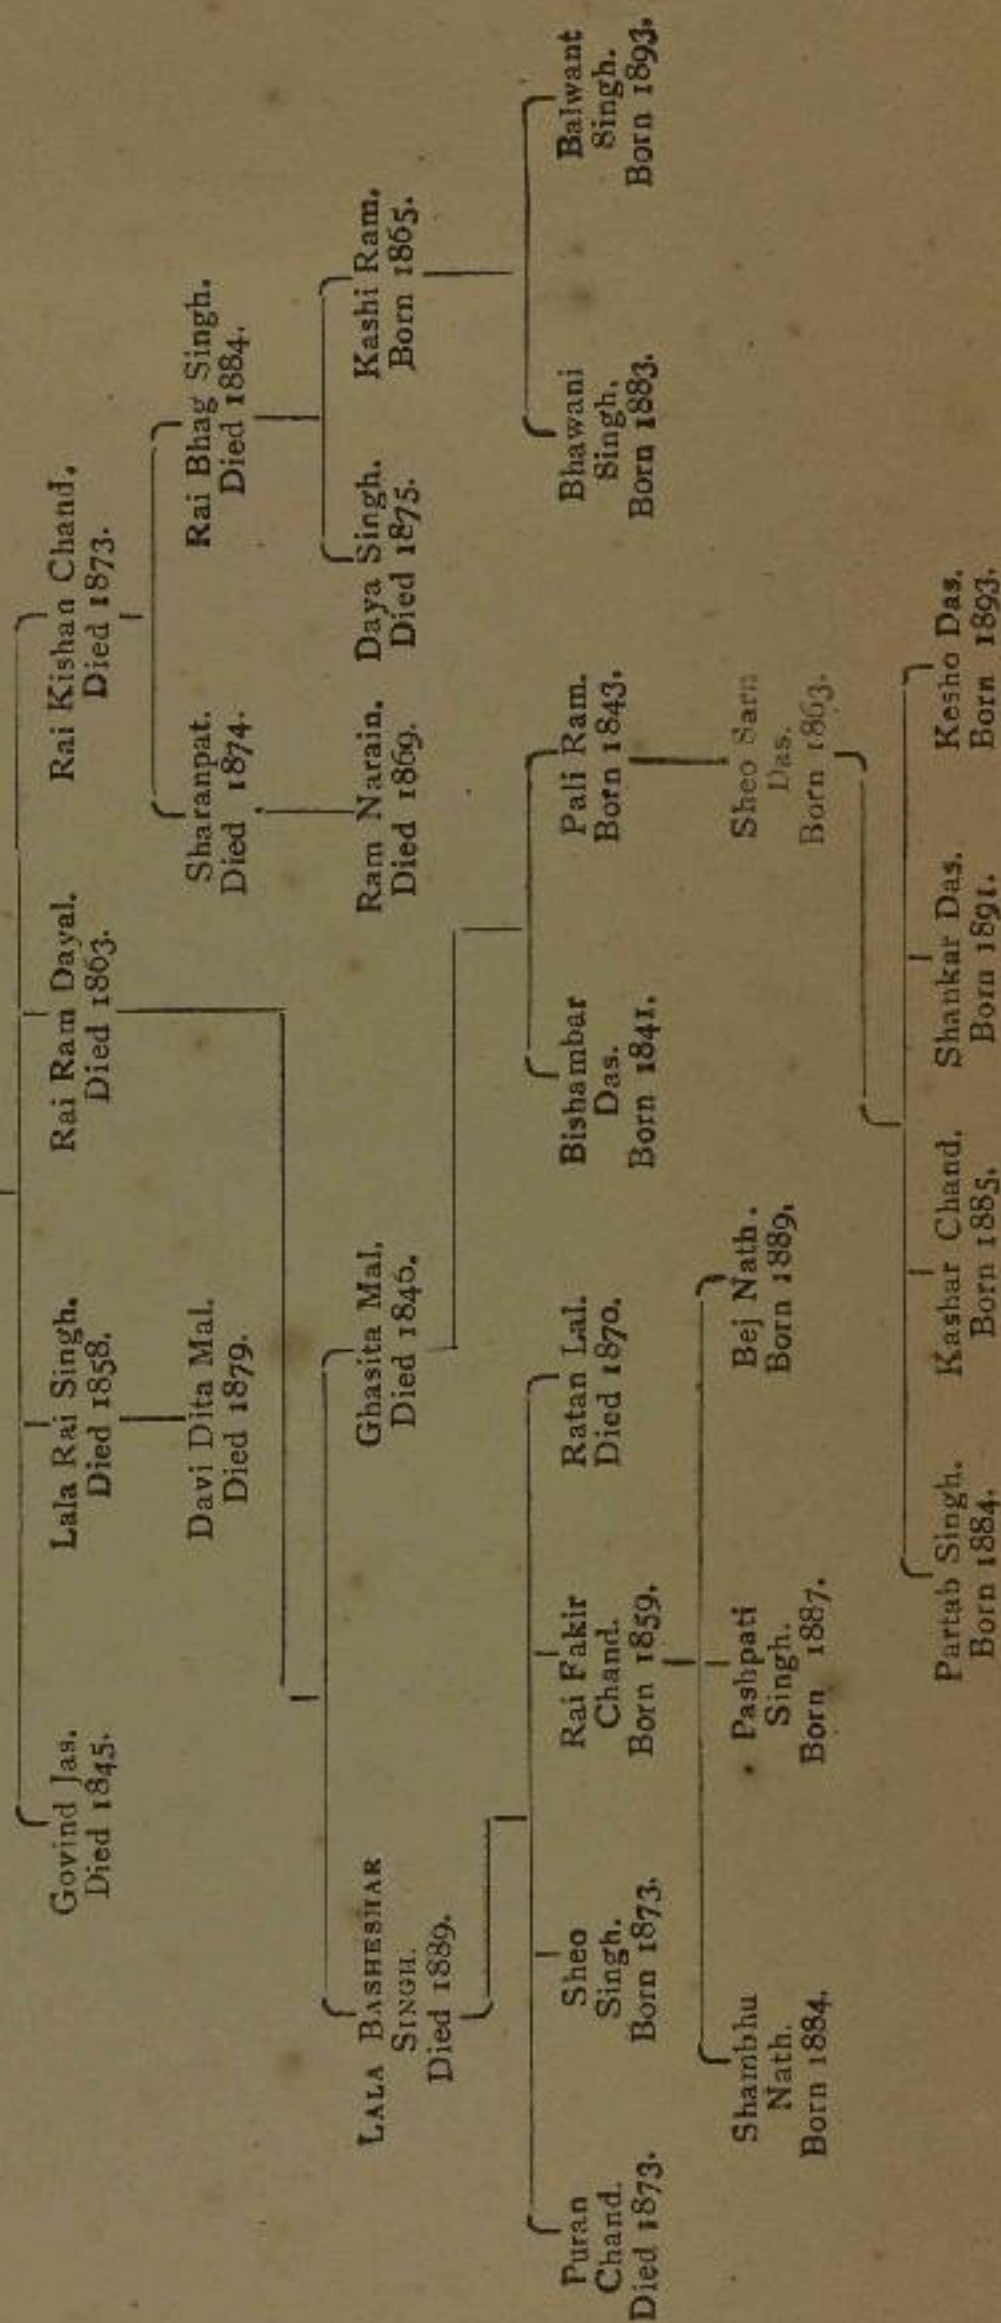 Govind Jas.
Died 1845.
Lala Rai Singh.
Died 1858.
Rai Ram Dayal.
Died 1863.
Rai Kishan Chand.
Died 1873.
Davi Dita Mal.
Died 1879.
Sharanpat.
Died 1874.
Rai Bhag Singh.
Died 1884.
LALA BASHESHAR
SINGH.
Died 1889.
Ghasita Mal.
Died 1846.
Ram Narain.
Died 1869.
Daya Singh.
Died 1875.
Kashi Ram.
Born 1865.
Puran
Chand.
Died 1873.
Sheo
Singh.
Born 1873.
Rai Fakir
Chand.
Born 1859.
Ratan Lal.
Died 1870.
Bishambar
Das.
Born 1841.
Pali Ram.
Born 1843.
Bhawani
Singh.
Born 1883.
Balwant
Singh.
Born 1893.
Shambhu
Nath.
Born 1884.
Pashpati
Singh.
Born 1887.
Bej Nath.
Born 1889.
Sheo Sarn
Das.
Born 1863.
Partab Singh.
Born 1884.
Kashar Chand.
Born 1885.
Shankar Das.
Born 1891.
Kesho Das.
Born 1893.